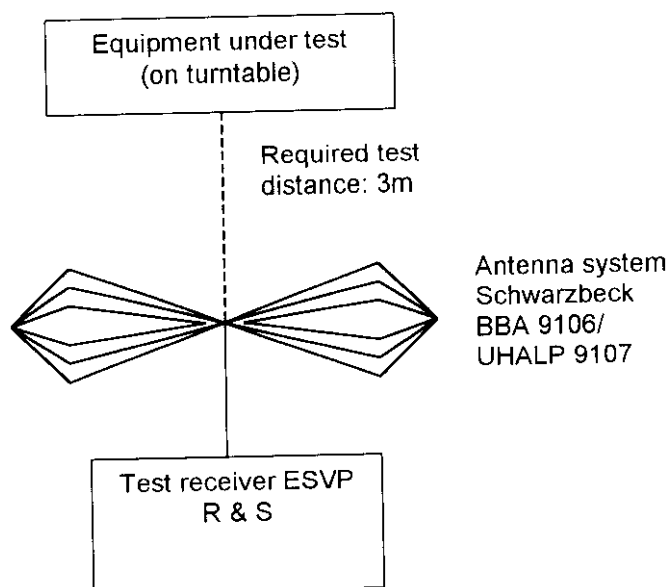 Equipment under test
(on turntable)
Required test
distance: 3m
Antenna system
Schwarzbeck
BBA 9106/
UHALP 9107
Test receiver ESVP
R & S